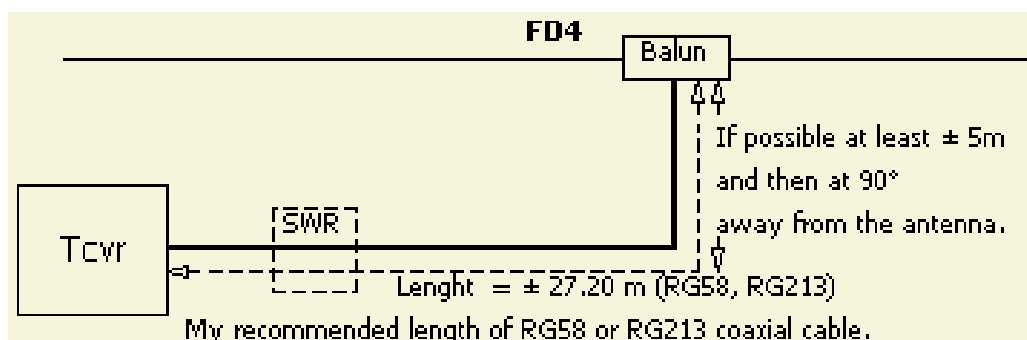 FD4
Balun
If possible at least ± 5m
and then at 90°
away from the antenna.
SWR
Tcvr
Lenght = ± 27.20 m (RG58, RG213)
My recommended length of RG58 or RG213 coaxial cable.